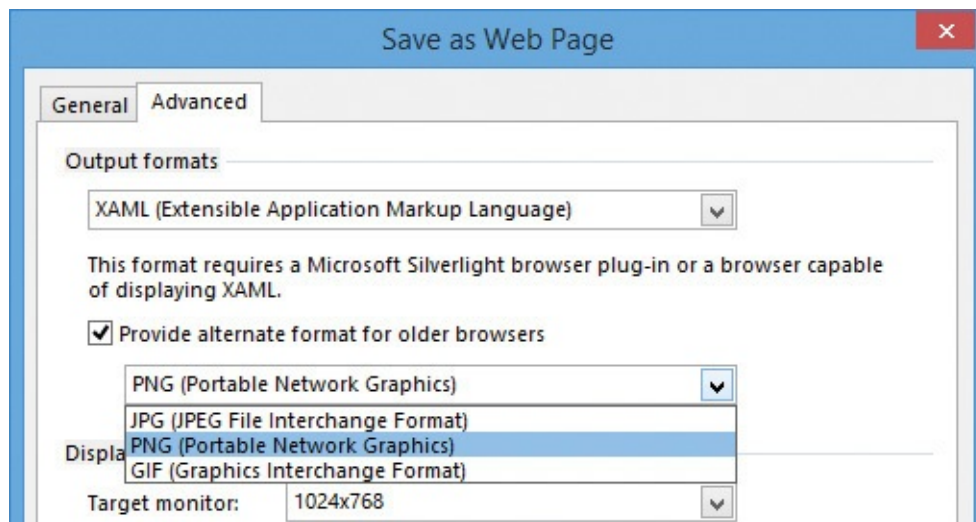 Save as Web Page
General Advanced
Output formats
XAML (Extensible Application Markup Language)
This format requires a Microsoft Silverlight browser plug-in or a browser capable
of displaying XAML.
Provide alternate format for older browsers
PNG (Portable Network Graphics)
JPG (JPEG File Interchange Format)
Displa PNG (Portable Network Graphics)
GIF (Graphics Interchange Format)
Target monitor: 1024x768